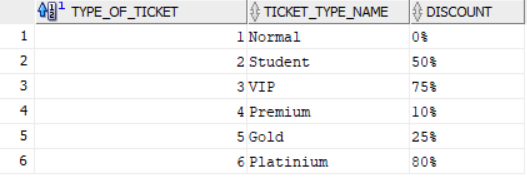 TYPE_OF_TICKET TICKET_TYPE_NAME DISCOUNT
1 1 Normal 0%
2 2 Student 50%
3 3 VIP 75%
4 4 Premium 10%
5 5 Gold 25%
6 6 Platinium 80%